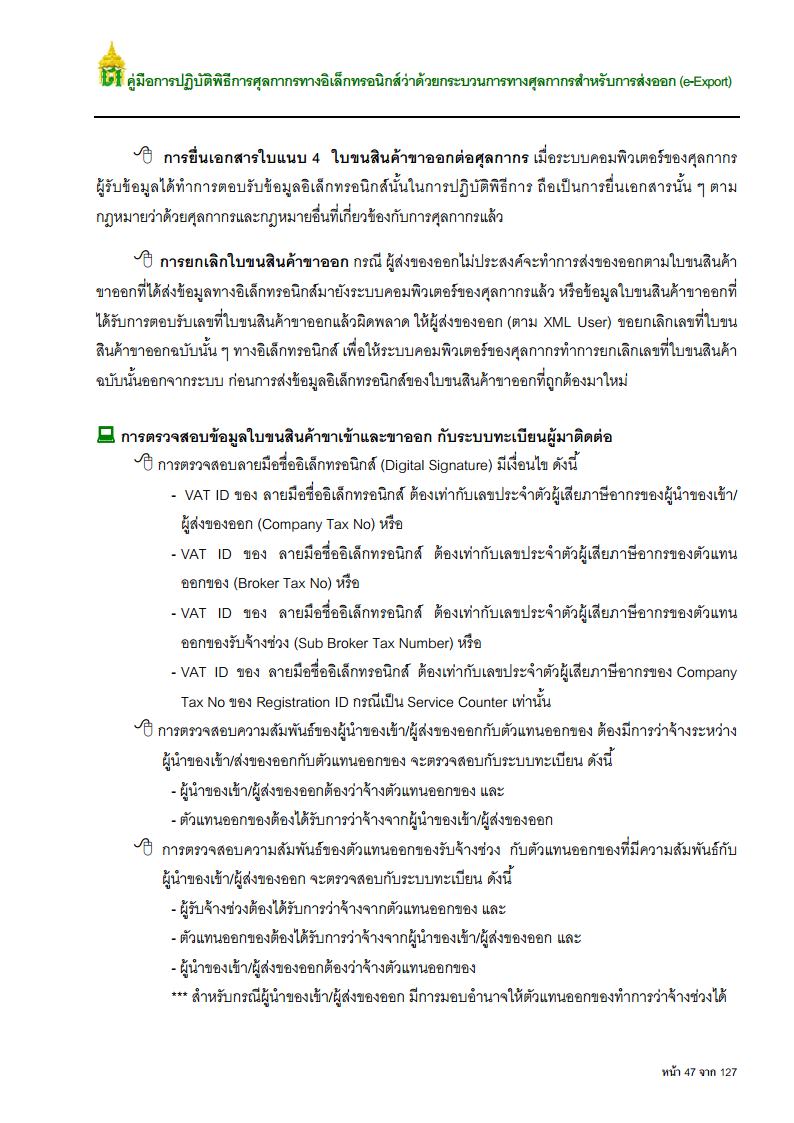 คู่มือการปฏิบัติพิธีการศุลกากรทางอิเล็กทรอนิกส์ว่าด้วยกระบวนการทางศุลกากรสำหรับการส่งออก (e-Export)
การยื่นเอกสารใบแนบ 4 ใบขนสินค้าขาออกต่อศุลกากร เมื่อระบบคอมพิวเตอร์ของศุลกากร
ผู้รับข้อมูลได้ทำการตอบรับข้อมูลอิเล็กทรอนิกส์นั้นในการปฏิบัติพิธีการ ถือเป็นการยื่นเอกสารนั้น ๆ ตาม
กฎหมายว่าด้วยศุลกากรและกฎหมายอื่นที่เกี่ยวข้องกับการศุลกากรแล้ว
การยกเลิกใบขนสินค้าขาออก กรณี ผู้ส่งของออกไม่ประสงค์จะทำการส่งของออกตามใบขนสินค้า
ขาออกที่ได้ส่งข้อมูลทางอิเล็กทรอนิกส์มายังระบบคอมพิวเตอร์ของศุลกากรแล้ว หรือข้อมูลใบขนสินค้าขาออกที่
ได้รับการตอบรับเลขที่ใบขนสินค้าขาออกแล้วผิดพลาด ให้ผู้ส่งของออก (ตาม XML User) ขอยกเลิกเลขที่ใบขน
สินค้าขาออกฉบับนั้น ๆ ทางอิเล็กทรอนิกส์ เพื่อให้ระบบคอมพิวเตอร์ของศุลกากรทำการยกเลิกเลขที่ใบขนสินค้า
ฉบับนั้นออกจากระบบ ก่อนการส่งข้อมูลอิเล็กทรอนิกส์ของใบขนสินค้าขาออกที่ถูกต้องมาใหม่
การตรวจสอบข้อมูลใบขนสินค้าขาเข้าและขาออก กับระบบทะเบียนผู้มาติดต่อ
การตรวจสอบลายมือชื่ออิเล็กทรอนิกส์ (Digital Signature) มีเงื่อนไข ดังนี้
- VAT ID ของ ลายมือชื่ออิเล็กทรอนิกส์ ต้องเท่ากับเลขประจำตัวผู้เสียภาษีอากรของผู้นำของเข้า/
ผู้ส่งของออก (Company Tax No) หรือ
- VAT ID ของ ลายมือชื่ออิเล็กทรอนิกส์ ต้องเท่ากับเลขประจำตัวผู้เสียภาษีอากรของตัวแทน
ออกของ (Broker Tax No) หรือ
- VAT ID ของ ลายมือชื่ออิเล็กทรอนิกส์ ต้องเท่ากับเลขประจำตัวผู้เสียภาษีอากรของตัวแทน
ออกของรับจ้างช่วง (Sub Broker Tax Number) หรือ
- VAT ID ของ ลายมือชื่ออิเล็กทรอนิกส์ ต้องเท่ากับเลขประจำตัวผู้เสียภาษีอากรของ Company
Tax No ของ Registration ID กรณีเป็น Service Counter เท่านั้น
การตรวจสอบความสัมพันธ์ของผู้นำของเข้า/ผู้ส่งของออกกับตัวแทนออกของ ต้องมีการว่าจ้างระหว่าง
ผู้นำของเข้า/ส่งของออกกับตัวแทนออกของ จะตรวจสอบกับระบบทะเบียน ดังนี้
- ผู้นำของเข้า/ผู้ส่งของออกต้องว่าจ้างตัวแทนออกของ และ
- ตัวแทนออกของต้องได้รับการว่าจ้างจากผู้นำของเข้า/ผู้ส่งของออก
การตรวจสอบความสัมพันธ์ของตัวแทนออกของรับจ้างช่วง กับตัวแทนออกของที่มีความสัมพันธ์กับ
ผู้นำของเข้า/ผู้ส่งของออก จะตรวจสอบกับระบบทะเบียน ดังนี้
- ผู้รับจ้างช่วงต้องได้รับการว่าจ้างจากตัวแทนออกของ และ
- ตัวแทนออกของต้องได้รับการว่าจ้างจากผู้นำของเข้า/ผู้ส่งของออก และ
- ผู้นำของเข้า/ผู้ส่งของออกต้องว่าจ้างตัวแทนออกของ
*** สำหรับกรณีผู้นำของเข้า/ผู้ส่งของออก มีการมอบอำนาจให้ตัวแทนออกของทำการว่าจ้างช่วงได้
หน้า 47 จาก 127